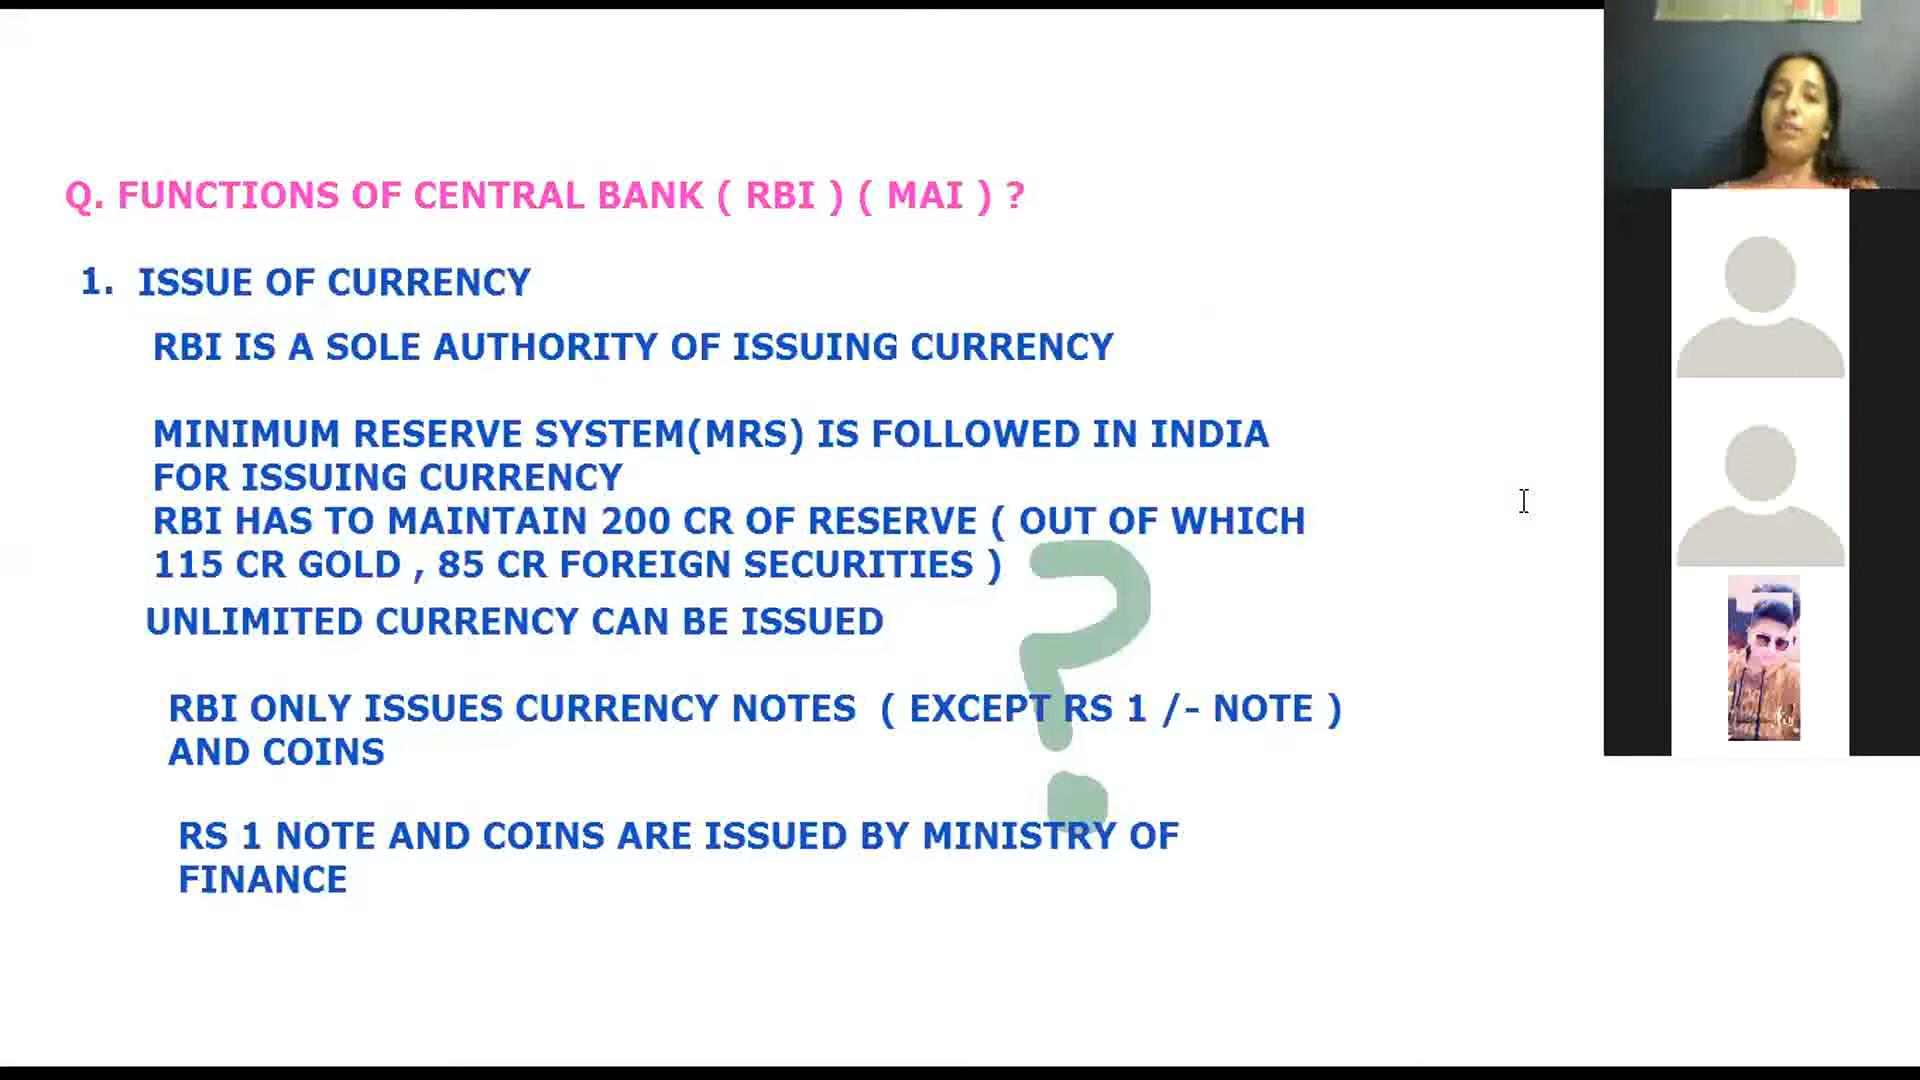 Q. FUNCTIONS OF CENTRAL BANK ( RBI ) ( MAI ) ?
1. ISSUE OF CURRENCY
RBI IS A SOLE AUTHORITY OF ISSUING CURRENCY
MINIMUM RESERVE SYSTEM(MRS) IS FOLLOWED IN INDIA
FOR ISSUING CURRENCY
RBI HAS TO MAINTAIN 200 CR OF RESERVE ( OUT OF WHICH
115 CR GOLD , 85 CR FOREIGN SECURITIES )
UNLIMITED CURRENCY CAN BE ISSUED
RBI ONLY ISSUES CURRENCY NOTES ( EXCEPT RS 1 /- NOTE )
AND COINS
RS 1 NOTE AND COINS ARE ISSUED BY MINISTRY OF
FINANCE
?